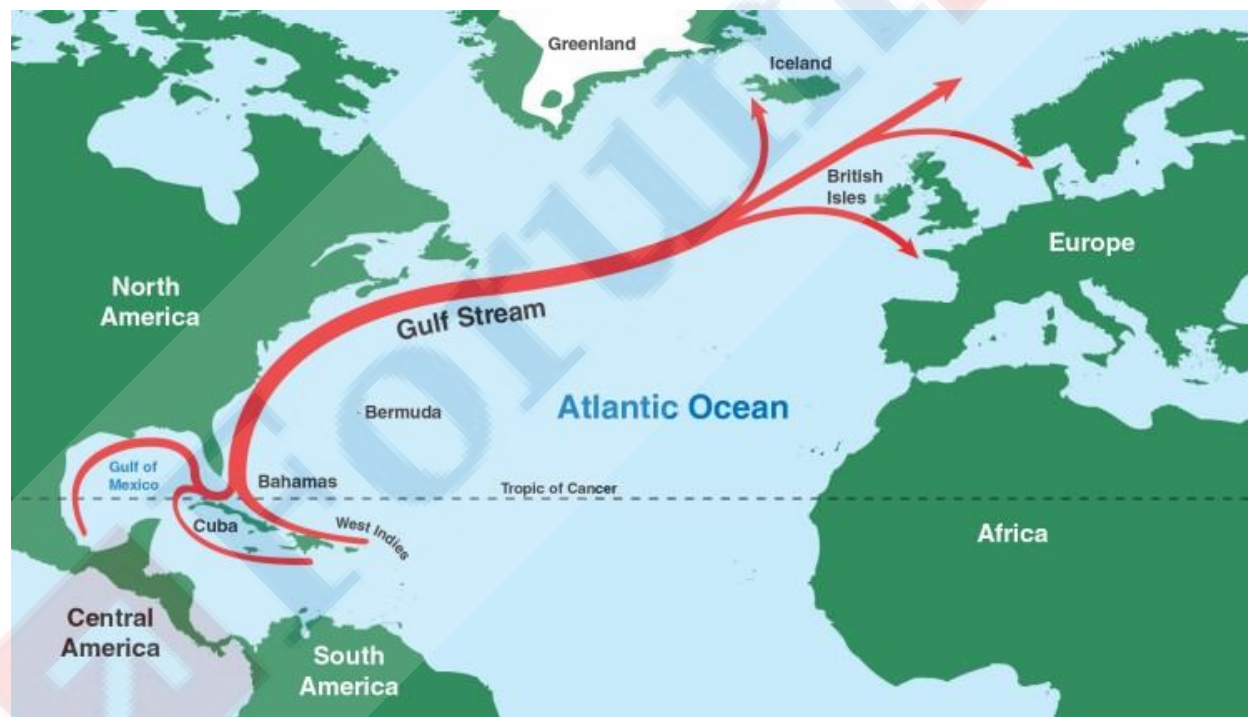 Greenland
Iceland
British
Isles
Europe
North
America
Gulf Stream
Atlantic Ocean
Bermuda
Gulf of
Mexico
Bahamas
Tropic of Cancer
Cuba
West Indies
Africa
Central
America
South
America